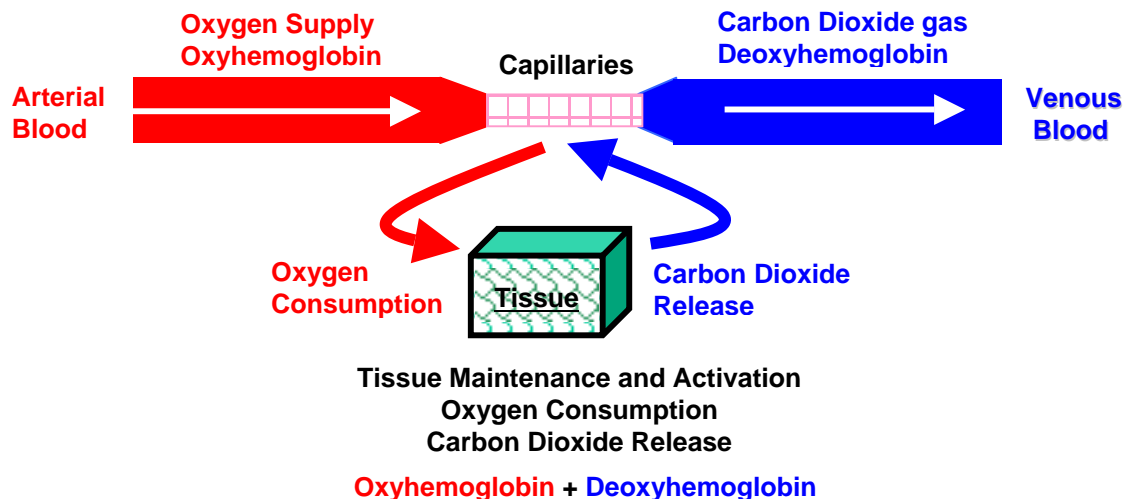 Oxygen Supply
Oxyhemoglobin
Carbon Dioxide gas
Deoxyhemoglobin
Capillaries
Arterial
Blood
Venous
Blood
Oxygen
Consumption
Tissue
Carbon Dioxide
Release
Tissue Maintenance and Activation
Oxygen Consumption
Carbon Dioxide Release
Oxyhemoglobin + Deoxyhemoglobin